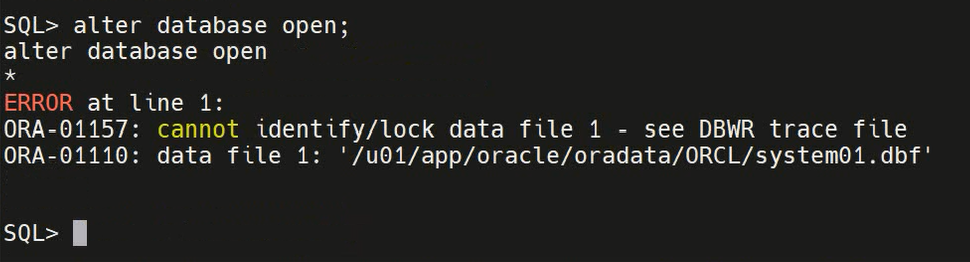 SQL> alter database open;
alter database open
*
ERROR at line 1:
ORA-01157: cannot identify/lock data file 1 - see DBWR trace file
ORA-01110: data file 1: '/u01/app/oracle/oradata/ORCL/system01.dbf'
SQL>